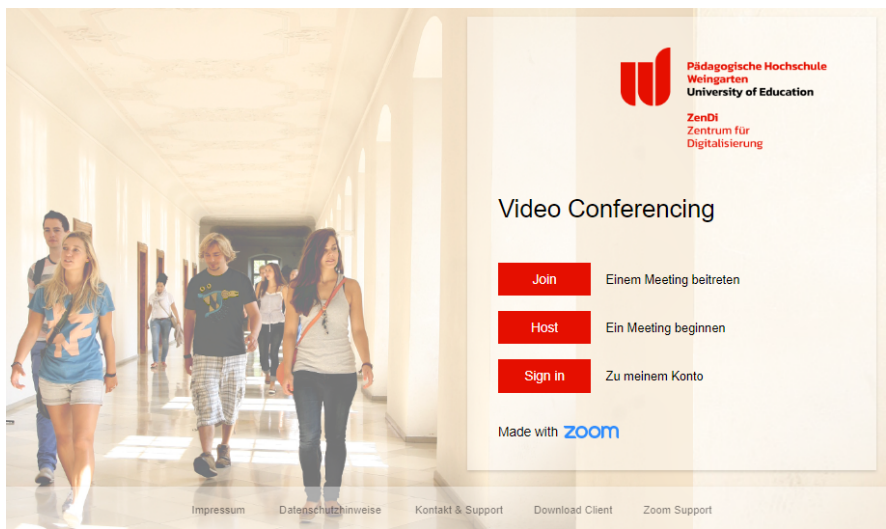 Pädagogische Hochschule
Weingarten
University of Education
ZenDi
Zentrum für
Digitalisierung
Video Conferencing
Join Einem Meeting beitreten
Host Ein Meeting beginnen
Sign in Zu meinem Konto
Made with zoom
Impressum Datenschutzhinweise Kontakt & Support Download Client Zoom Support